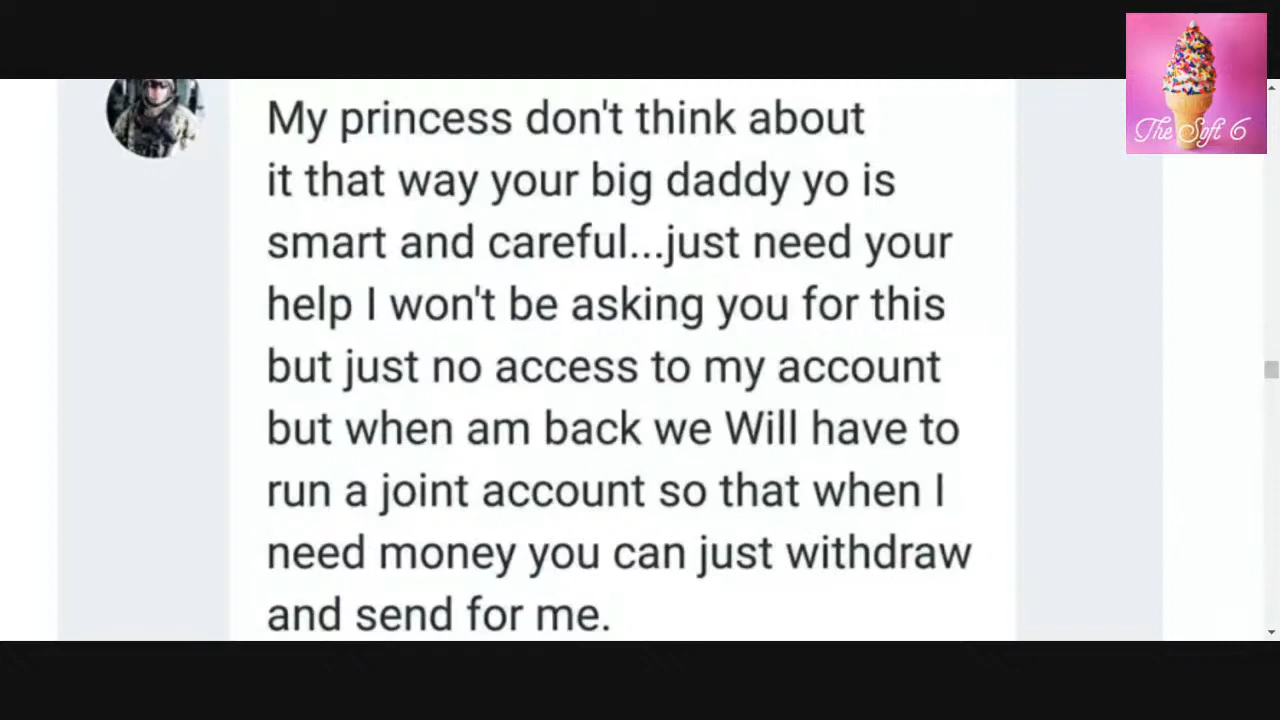 My princess don't think about
it that way your big daddy yo is
smart and careful...just need your
help I won't be asking you for this
but just no access to my account
but when am back we Will have to
run a joint account so that when I
need money you can just withdraw
and send for me.
The Soft 6